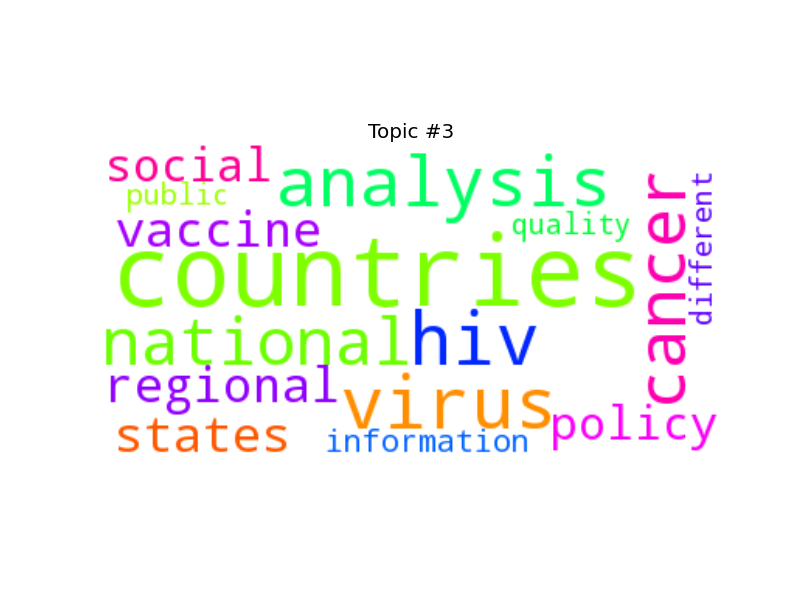 Topic #3
social
analysis
public
cancer
different
vaccine
quality
countries
national
hiv
regional
virus
states
information
policy